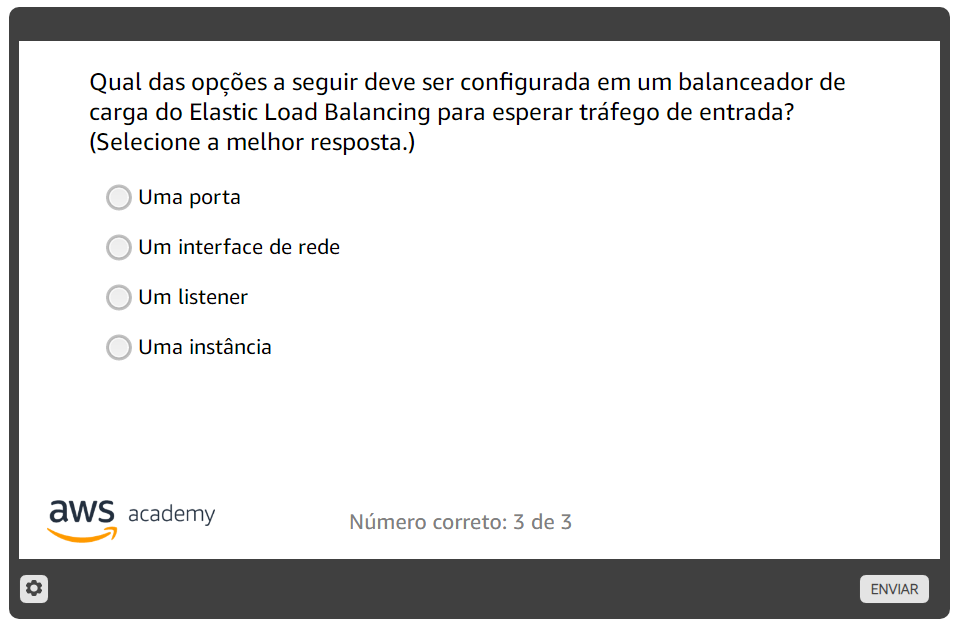 Qual das opções a seguir deve ser configurada em um balanceador de
carga do Elastic Load Balancing para esperar tráfego de entrada?
(Selecione a melhor resposta.)
Uma porta
Um interface de rede
Um listener
Uma instância
aws academy
Número correto: 3 de 3
ENVIAR